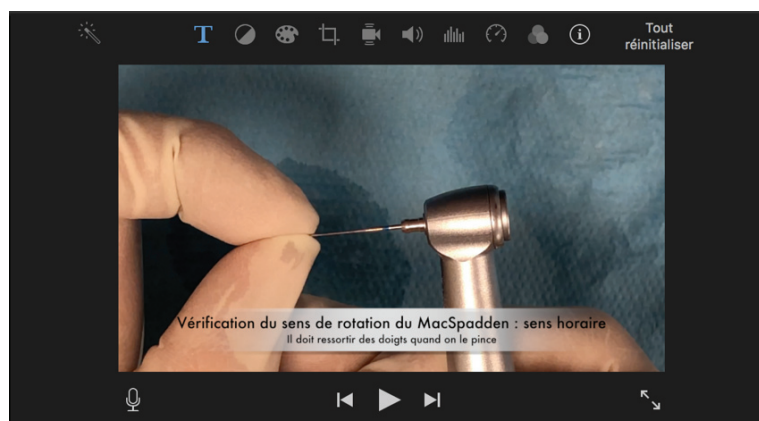 Tout
réinitialiser
Vérification du sens de rotation du MacSpadden : sens horaire
Il doit ressortir des doigts quand on le pince